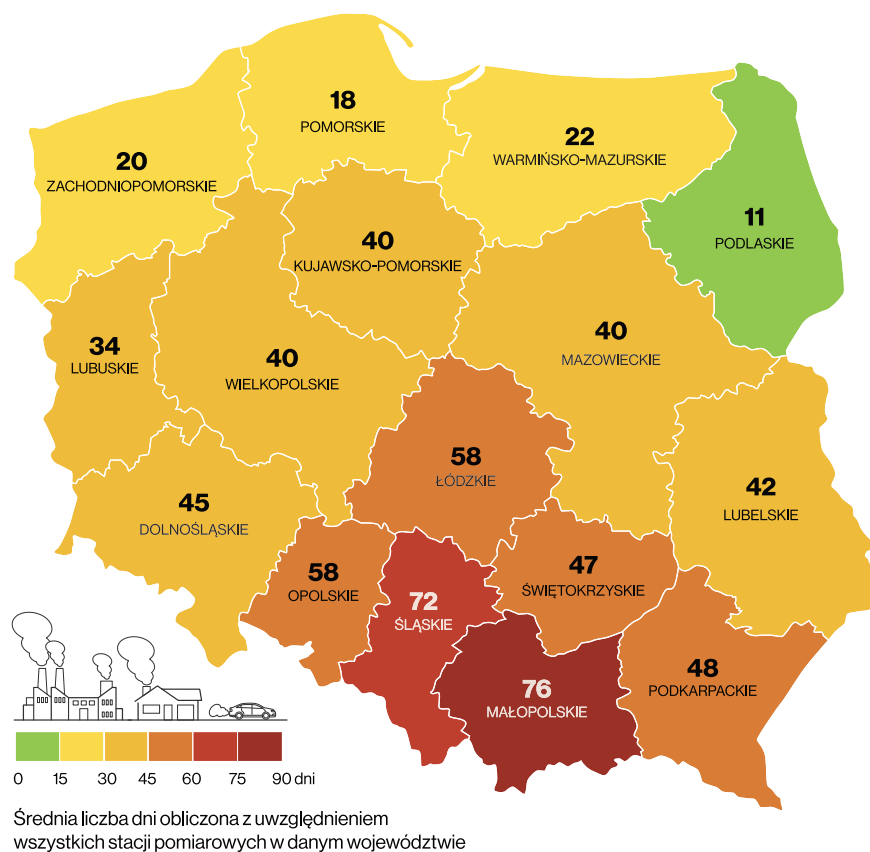 18
POMORSKIE
22
WARMIŃSKO-MAZURSKIE
20
ZACHODNIOPOMORSKIE
11
PODLASKIE
40
KUJAWSKO-POMORSKIE
34
LUBUSKIE
40
WIELKOPOLSKIE
40
MAZOWIECKIE
58
ŁÓDZKIE
42
LUBELSKIE
45
DOLNOŚLĄSKIE
58
OPOLSKIE
72
ŚLĄSKIE
47
ŚWIĘTOKRZYSKIE
76
MAŁOPOLSKIE
48
PODKARPACKIE
0 15 30 45 60 75 90 dni
Średnia liczba dni obliczona z uwzględnieniem
wszystkich stacji pomiarowych w danym województwie